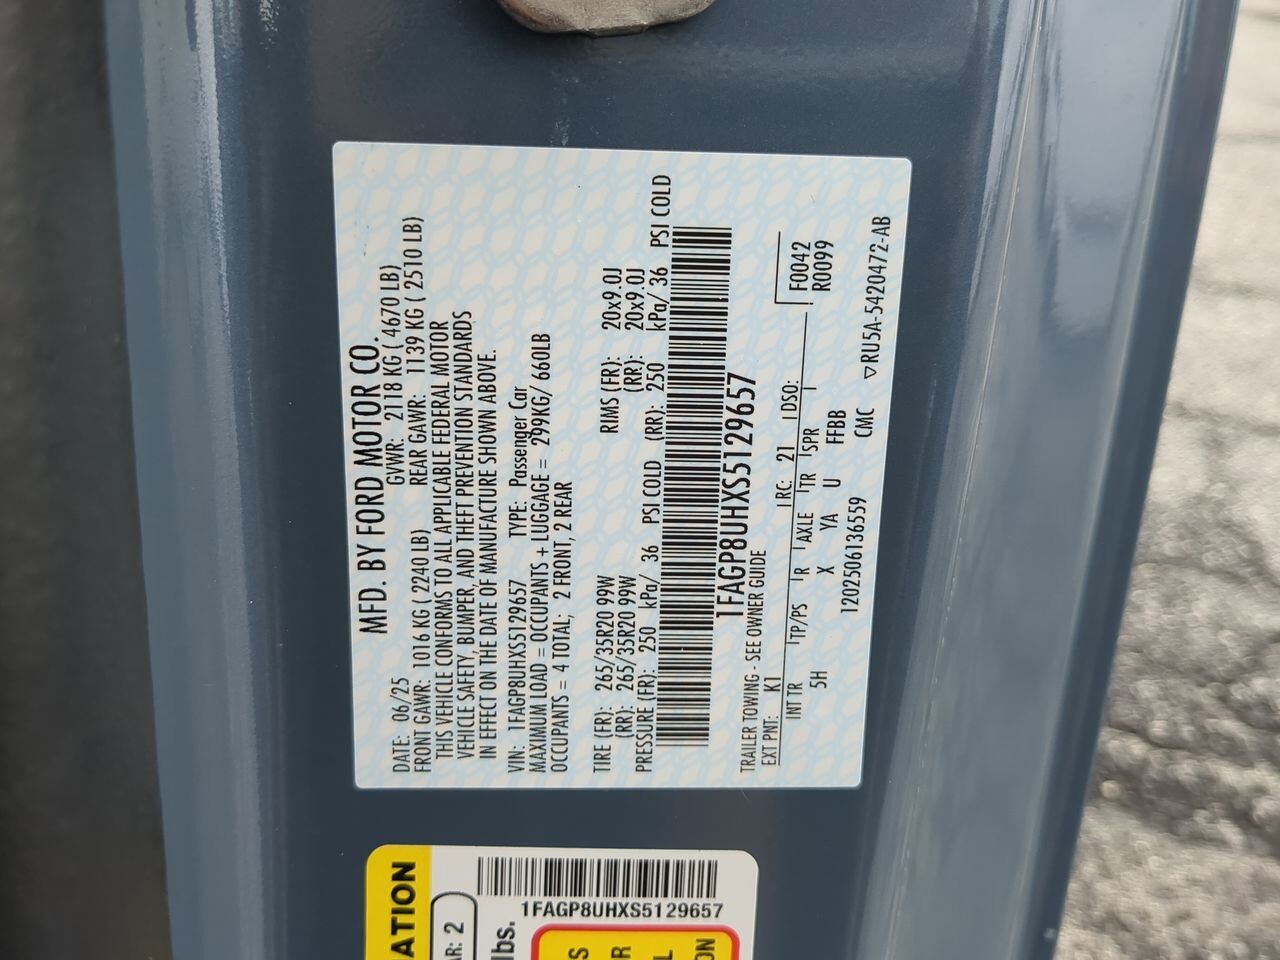 MFD. BY FORD MOTOR CO.
DATE: 06/25 GVWR: 2118 KG ( 4670 LB)
FRONT GAWR: 1016 KG ( 2240 LB) REAR GAWR: 1139 KG ( 2510 LB)
THIS VEHICLE CONFORMS TO ALL APPLICABLE FEDERAL MOTOR
VEHICLE SAFETY, BUMPER, AND THEFT PREVENTION STANDARDS
IN EFFECT ON THE DATE OF MANUFACTURE SHOWN ABOVE.
VIN: 1FAGP8UHXS5129657 TYPE: Passenger Car
MAXIMUM LOAD = OCCUPANTS + LUGGAGE = 299KG/ 660LB
OCCUPANTS = 4 TOTAL; 2 FRONT, 2 REAR
TIRE (FR): 265/35R20 99W RIMS (FR): 20x9.0J
(RR): 265/35R20 99W (RR): 20x9.0J
PRESSURE (FR): 250 kPa/ 36 PSI COLD (RR): 250 kPa/ 36 PSI COLD
1FAGP8UHXS5129657
TRAILER TOWING - SEE OWNER GUIDE
EXT PNT: K1 RC: 21 DSO:
F0042
R0099
INT TR TP/PS R AXLE TR SPR
5H X YA U FFBB
1202506136559 CMC
▽RU5A-5420472-AB
ATION
AR: 2
lbs.
1FAGP8UHXS5129657
S
R
L
ON